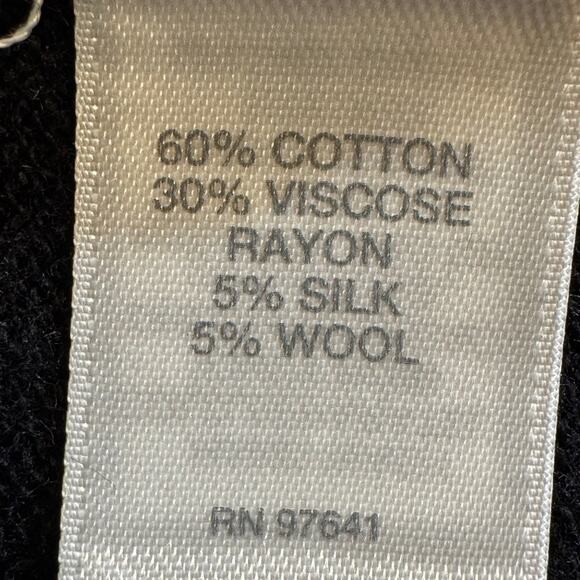 60% COTTON
30% VISCOSE
RAYON
5% SILK
5% WOOL
RN 97641